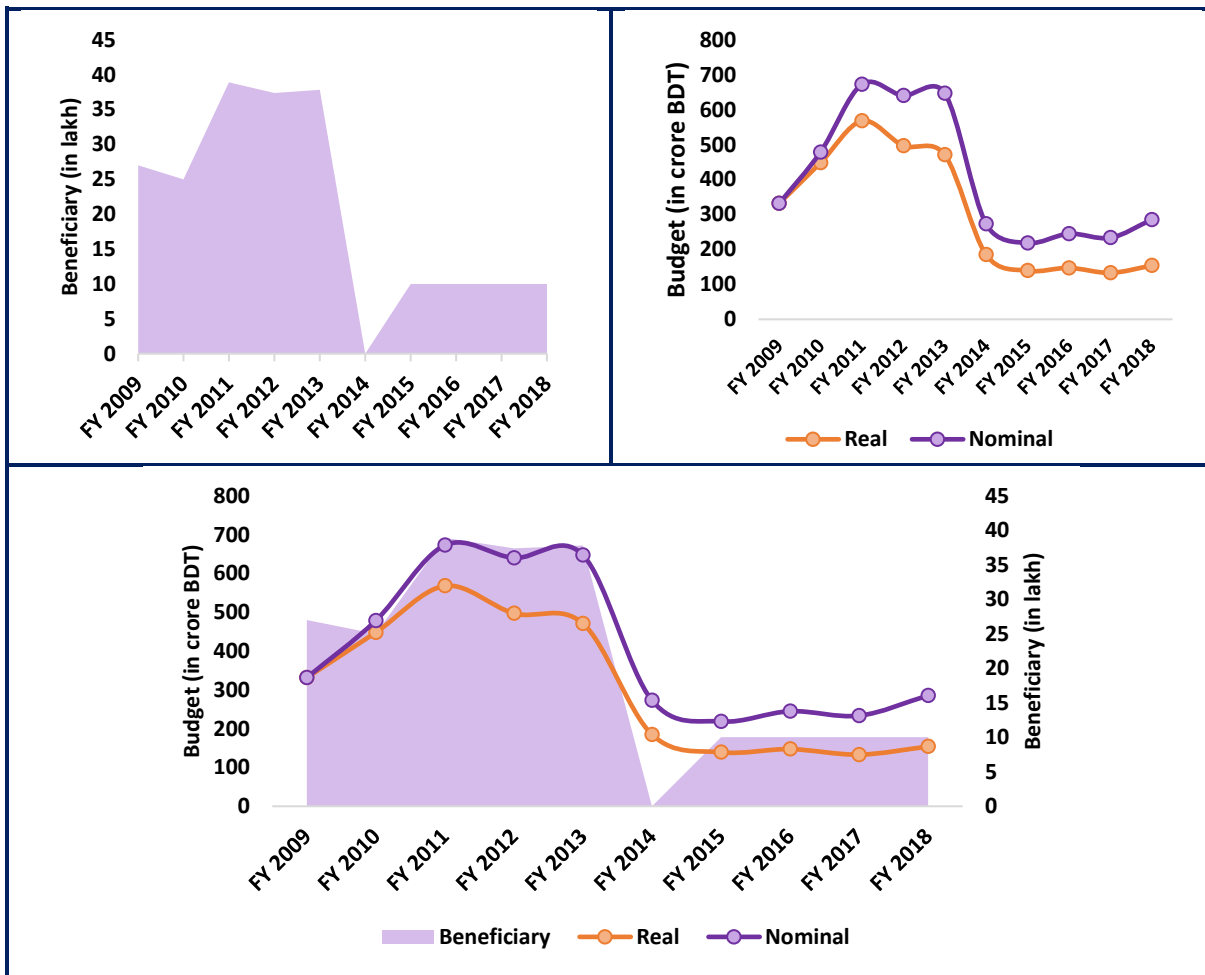 45
40
35
30
25
20
15
10
5
0
Beneficiary (in lakh)
FY 2009
FY 2010
FY 2011
FY 2012
FY 2013
FY 2014
FY 2015
FY 2016
FY 2017
FY 2018
800
700
600
500
400
300
200
100
0
Budget (in crore BDT)
FY 2009
FY 2010
FY 2011
FY 2012
FY 2013
FY 2014
FY 2015
FY 2016
FY 2017
FY 2018
Real Nominal
800
700
600
500
400
300
200
100
0
Budget (in crore BDT)
45
40
35
30
25
20
15
10
5
0
Beneficiary (in lakh)
FY 2009
FY 2010
FY 2011
FY 2012
FY 2013
FY 2014
FY 2015
FY 2016
FY 2017
FY 2018
Beneficiary Real Nominal